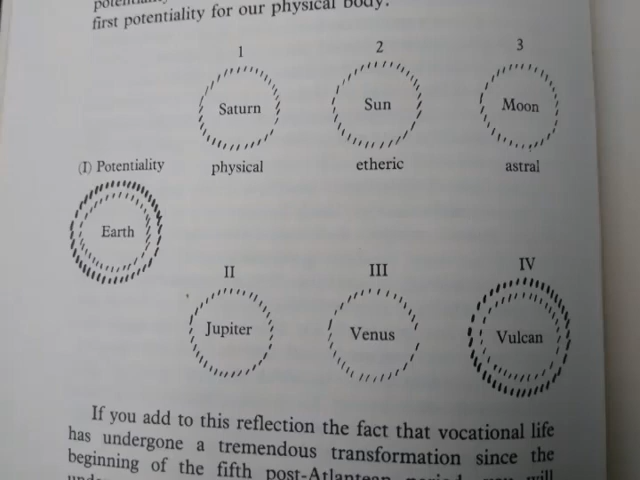 first potentiality for our physical body.
1 2 3
Saturn Sun Moon
physical etheric astral
(I) Potentiality
Earth
II III IV
Jupiter Venus Vulcan
If you add to this reflection the fact that vocational life
has undergone a tremendous transformation since the
beginning of the fifth post-Atlantean period, you will